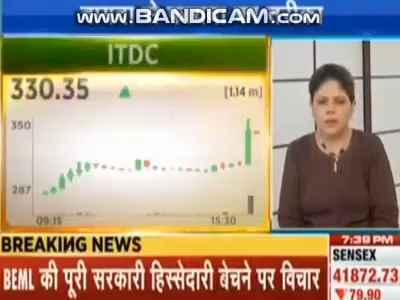 www.BANDICAM.com
ITDC
330.35
[1.14 m]
350
287
09:15
15:30
BREAKING NEWS
7:39 PM
BEML की पूरी सरकारी हिस्सेदारी बेचने पर विचार
SENSEX
41872.73
79.90